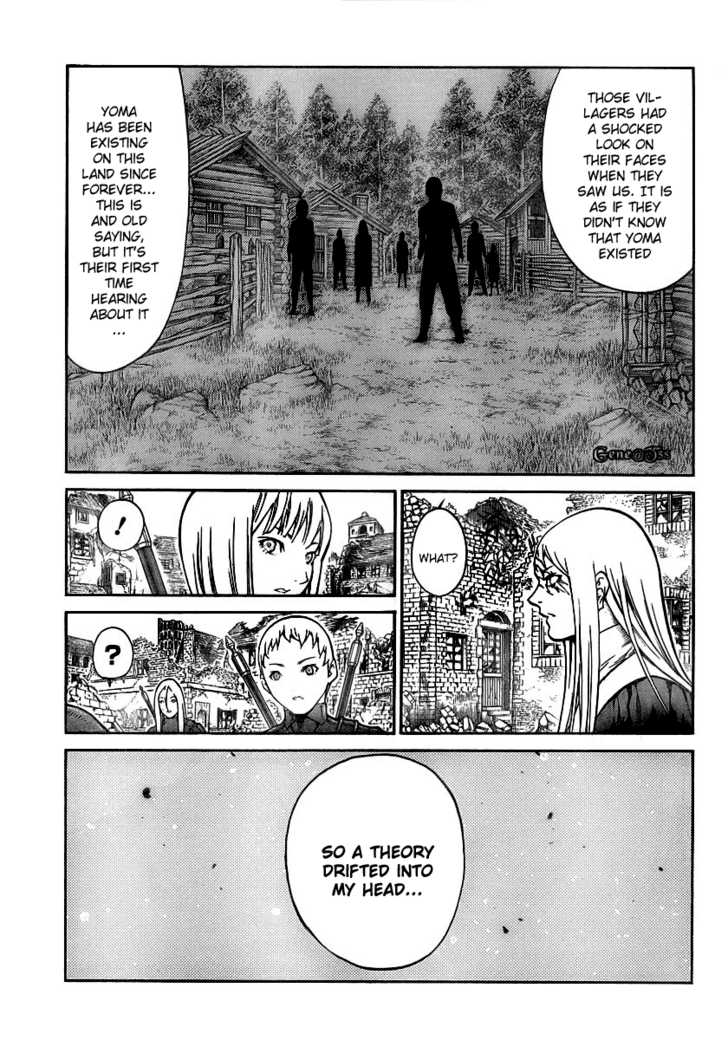 THOSE VIL-
LAGERS HAD
A SHOCKED
LOOK ON
THEIR FACES
WHEN THEY
SAW US. IT IS
AS IF THEY
DIDN'T KNOW
THAT YOMA
EXISTED
YOMA
HAS BEEN
EXISTING
ON THIS
LAND SINCE
FOREVER...
THIS IS
AND OLD
SAYING,
BUT IT'S
THEIR FIRST
TIME
HEARING
ABOUT IT
...
WHAT?
!
?
SO A THEORY
DRIFTED INTO
MY HEAD...